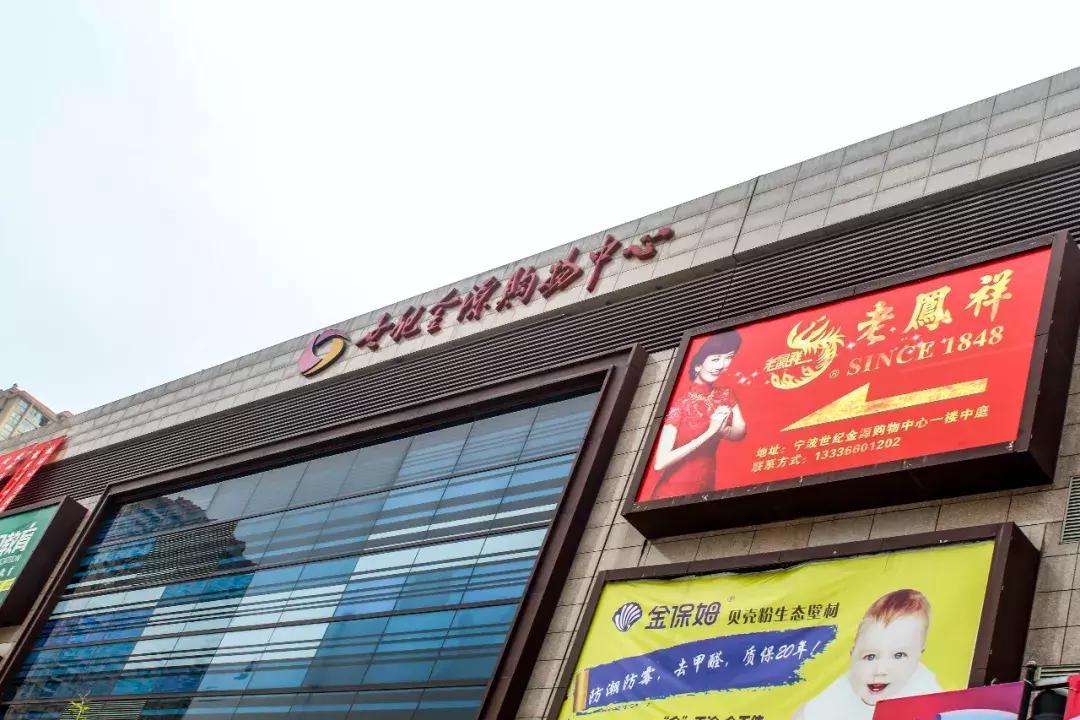 世纪金源购物中心
老鳳祥
老鳳祥
®
SINCE 1848
地址：宁波世纪金源购物中心一楼中庭
联系方式：13336601202
教育
金保姆®
贝壳粉生态壁材
防潮防霉，去甲醛，质保20年！